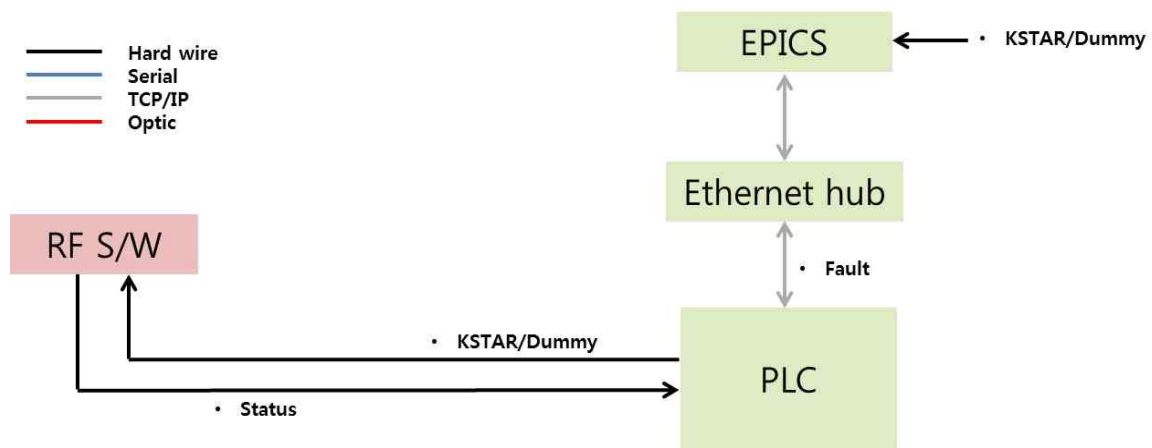 Hard wire
Serial
TCP/IP
Optic
EPICS
• KSTAR/Dummy
Ethernet hub
RF S/W
• Fault
• KSTAR/Dummy
PLC
• Status